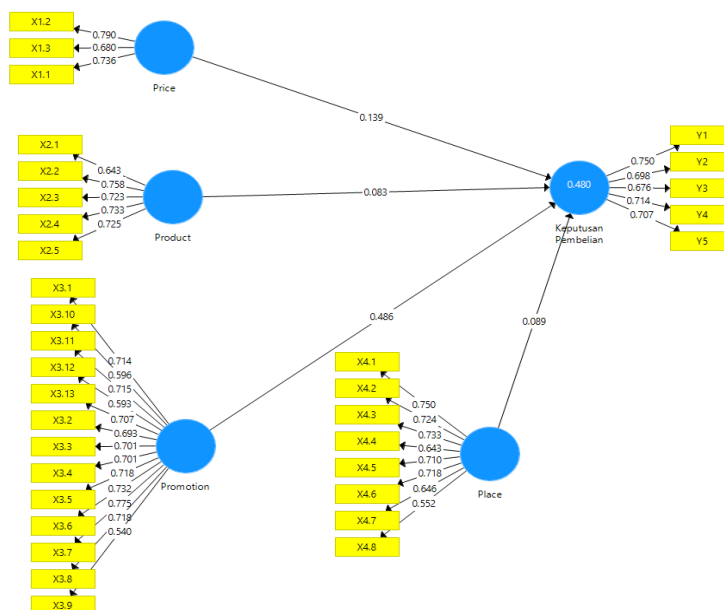 X1.2
X1.3
X1.1
0.790
0.680
0.736
Price
0.139
X2.1
X2.2
X2.3
X2.4
X2.5
0.643
0.758
0.723
0.733
0.725
Product
0.083
0.480
Keputusan
Pembelian
0.750
0.698
0.676
0.714
0.707
Y1
Y2
Y3
Y4
Y5
X3.1
X3.10
X3.11
X3.12
X3.13
X3.2
X3.3
X3.4
X3.5
X3.6
X3.7
X3.8
X3.9
0.714
0.596
0.715
0.593
0.707
0.693
0.701
0.701
0.718
0.732
0.775
0.718
0.540
Promotion
0.486
X4.1
X4.2
X4.3
X4.4
X4.5
X4.6
X4.7
X4.8
0.750
0.724
0.733
0.643
0.710
0.718
0.646
0.552
Place
0.089